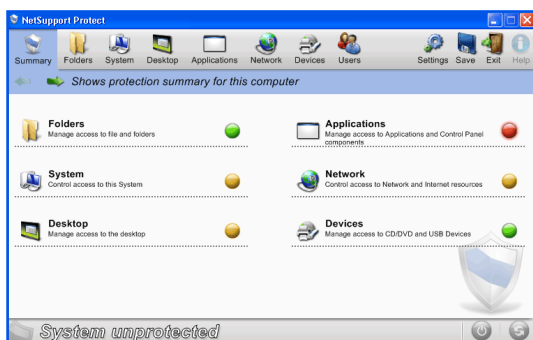 NetSupport Protect
Summary Folders System Desktop Applications Network Devices Users Settings Save Exit Help
Shows protection summary for this computer
Folders
Manage access to file and folders
Applications
Manage access to Applications and Control Panel
components
System
Control access to this System
Network
Control access to Network and Internet resources
Desktop
Manage access to the desktop
Devices
Manage access to CD/DVD and USB Devices
System unprotected